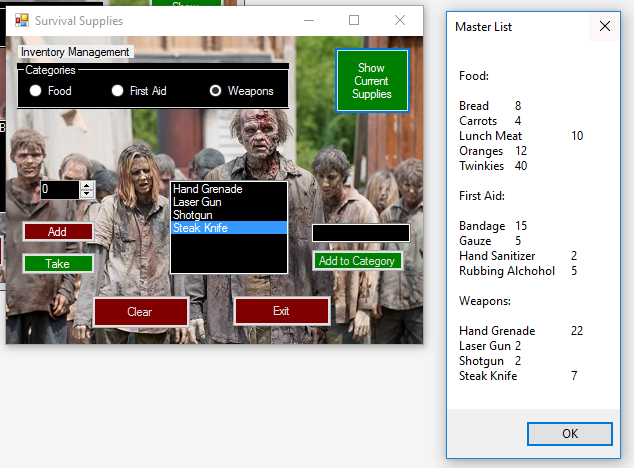 Show
Survival Supplies
Inventory Management
Categories
Food First Aid Weapons
Show
Current
Supplies
0
Hand Grenade
Laser Gun
Shotgun
Steak Knife
Add
Take
Add to Category
Clear
Exit
Master List
Food:
Bread 8
Carrots 4
Lunch Meat 10
Oranges 12
Twinkies 40
First Aid:
Bandage 15
Gauze 5
Hand Sanitizer 2
Rubbing Alchohol 5
Weapons:
Hand Grenade 22
Laser Gun 2
Shotgun 2
Steak Knife 7
OK